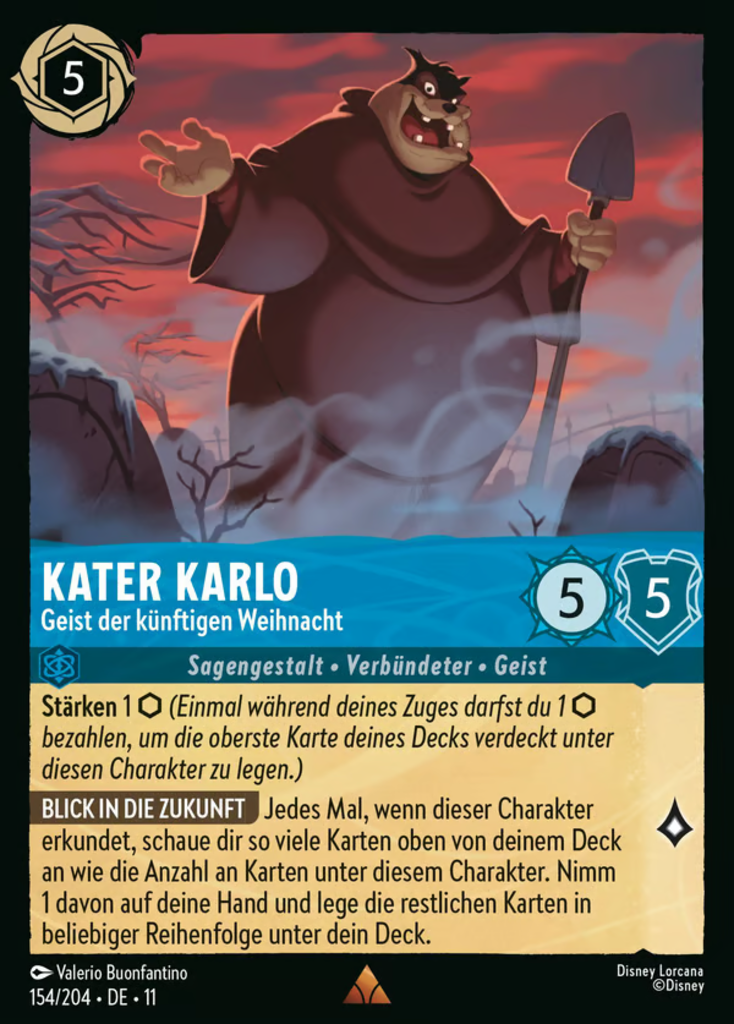 5
KATER KARLO
Geist der künftigen Weihnacht
5 5
Sagengestalt • Verbündeter • Geist
Stärken 1 ⬡ (Einmal während deines Zuges darfst du 1 ⬡
bezahlen, um die oberste Karte deines Decks verdeckt unter
diesen Charakter zu legen.)
BLICK IN DIE ZUKUNFT Jedes Mal, wenn dieser Charakter
erkundet, schaue dir so viele Karten oben von deinem Deck
an wie die Anzahl an Karten unter diesem Charakter. Nimm
1 davon auf deine Hand und lege die restlichen Karten in
beliebiger Reihenfolge unter dein Deck.
Valerio Buonfantino
154/204 • DE • 11
Disney Lorcana
©Disney